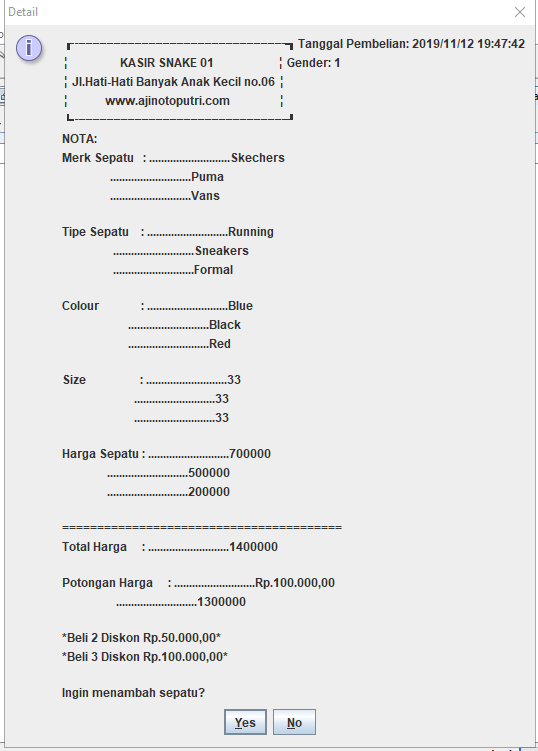 Detail
Tanggal Pembelian: 2019/11/12 19:47:42
KASIR SNAKE 01
Gender: 1
Jl.Hati-Hati Banyak Anak Kecil no.06
www.ajinotoputri.com
NOTA:
Merk Sepatu : ...........................Skechers
...........................Puma
...........................Vans
Tipe Sepatu : ...........................Running
...........................Sneakers
...........................Formal
Colour : ...........................Blue
...........................Black
...........................Red
Size : ...........................33
...........................33
...........................33
Harga Sepatu : ...........................700000
...........................500000
...........................200000
========================================
Total Harga : ...........................1400000
Potongan Harga : ...........................Rp.100.000,00
...........................1300000
*Beli 2 Diskon Rp.50.000,00*
*Beli 3 Diskon Rp.100.000,00*
Ingin menambah sepatu?
Yes No